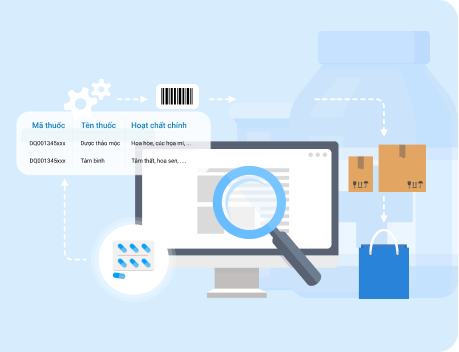 Mã thuốc Tên thuốc Hoạt chất chính
DQ001345xxx Dược thảo mộc Hoa hòe, cúc họa mi, ...
DQ001345xxx Tâm bình Tâm thất, hoa sen, ....